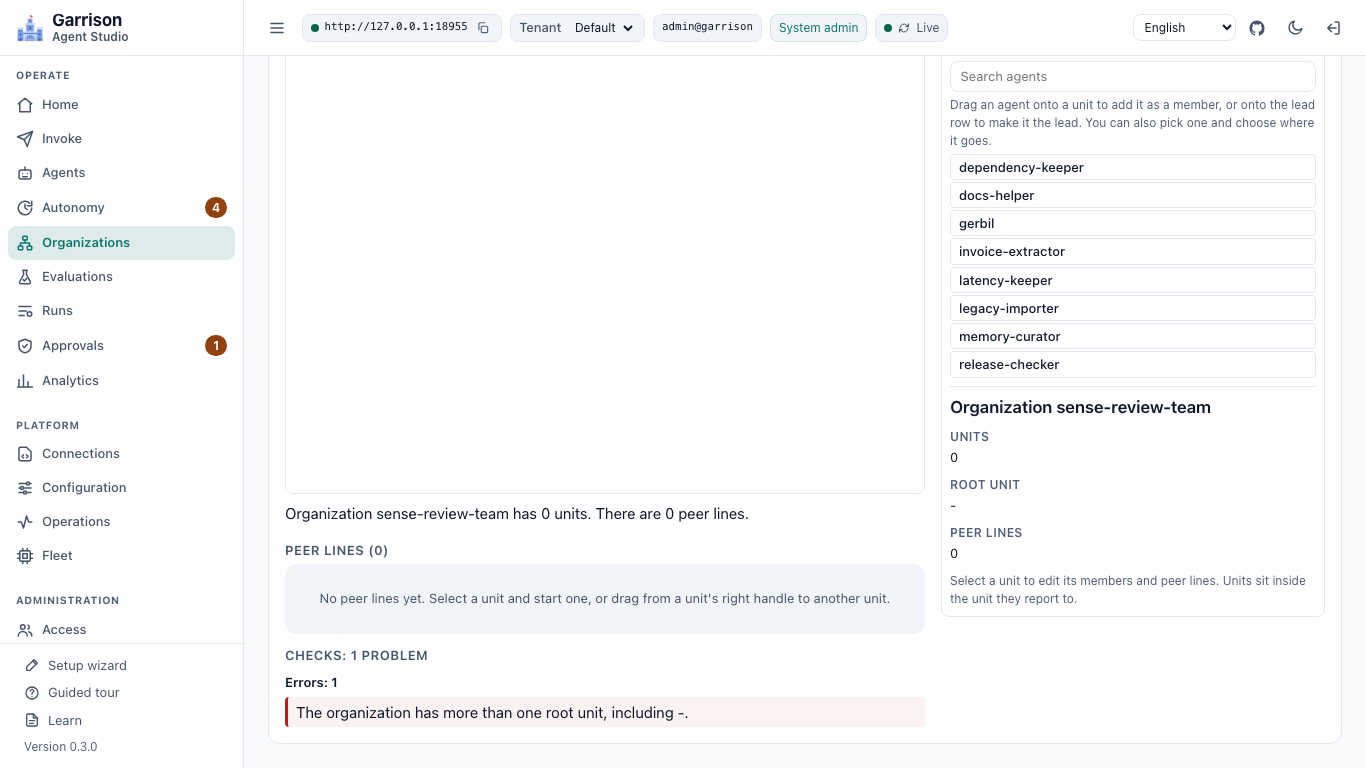 Garrison
Agent Studio
http://127.0.0.1:18955
Tenant Default
admin@garrison
System admin
Live
English
OPERATE
Home
Invoke
Agents
Autonomy 4
Organizations
Evaluations
Runs
Approvals 1
Analytics
PLATFORM
Connections
Configuration
Operations
Fleet
ADMINISTRATION
Access
Setup wizard
Guided tour
Learn
Version 0.3.0
Organization sense-review-team has 0 units. There are 0 peer lines.
PEER LINES (0)
No peer lines yet. Select a unit and start one, or drag from a unit's right handle to another unit.
CHECKS: 1 PROBLEM
Errors: 1
The organization has more than one root unit, including -.
Search agents
Drag an agent onto a unit to add it as a member, or onto the lead
row to make it the lead. You can also pick one and choose where
it goes.
dependency-keeper
docs-helper
gerbil
invoice-extractor
latency-keeper
legacy-importer
memory-curator
release-checker
Organization sense-review-team
UNITS
0
ROOT UNIT
-
PEER LINES
0
Select a unit to edit its members and peer lines. Units sit inside
the unit they report to.